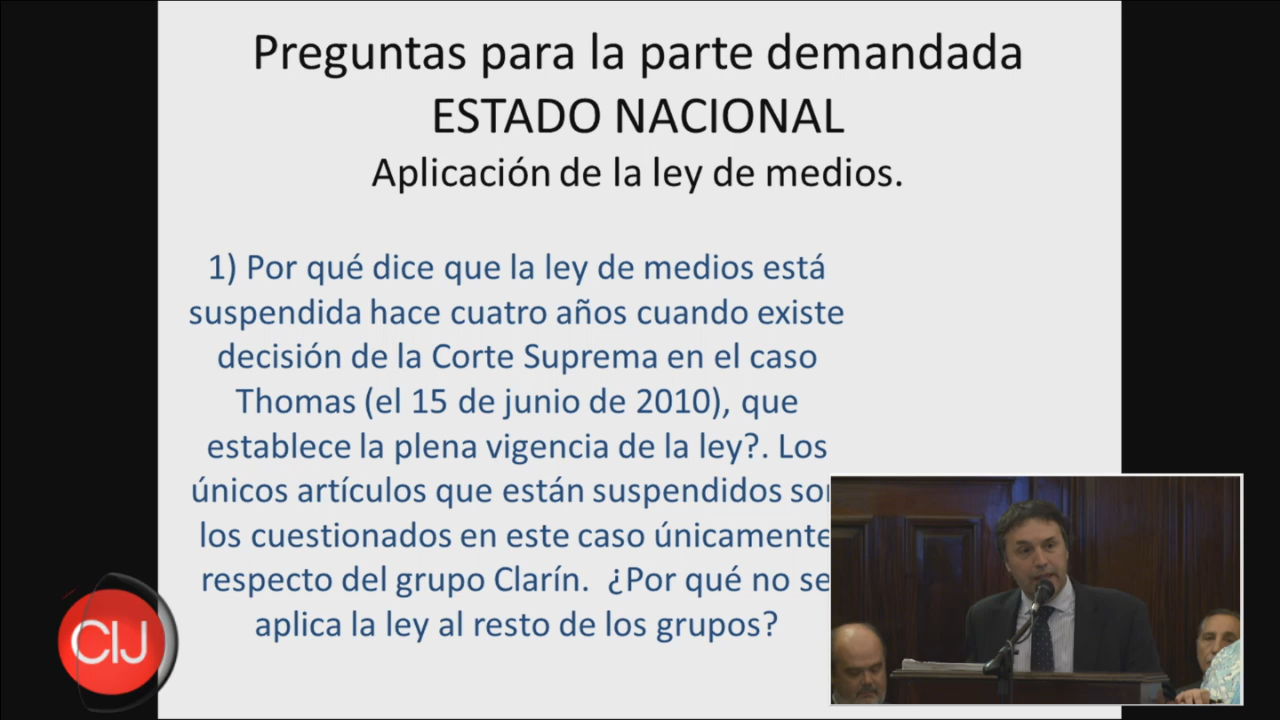 Preguntas para la parte demandada
ESTADO NACIONAL
Aplicación de la ley de medios.
1) Por qué dice que la ley de medios está
suspendida hace cuatro años cuando existe
decisión de la Corte Suprema en el caso
Thomas (el 15 de junio de 2010), que
establece la plena vigencia de la ley?. Los
únicos artículos que están suspendidos son
los cuestionados en este caso únicamente
respecto del grupo Clarín. ¿Por qué no se
aplica la ley al resto de los grupos?
CIJ